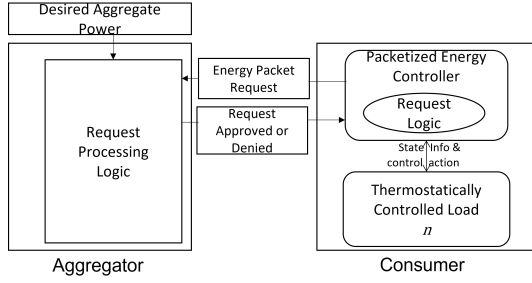 Desired Aggregate
Power
Energy Packet
Request
Request
Approved or
Denied
Request
Processing
Logic
Packetized Energy
Controller
Request
Logic
State Info &
control action
Thermostatically
Controlled Load
n
Aggregator
Consumer